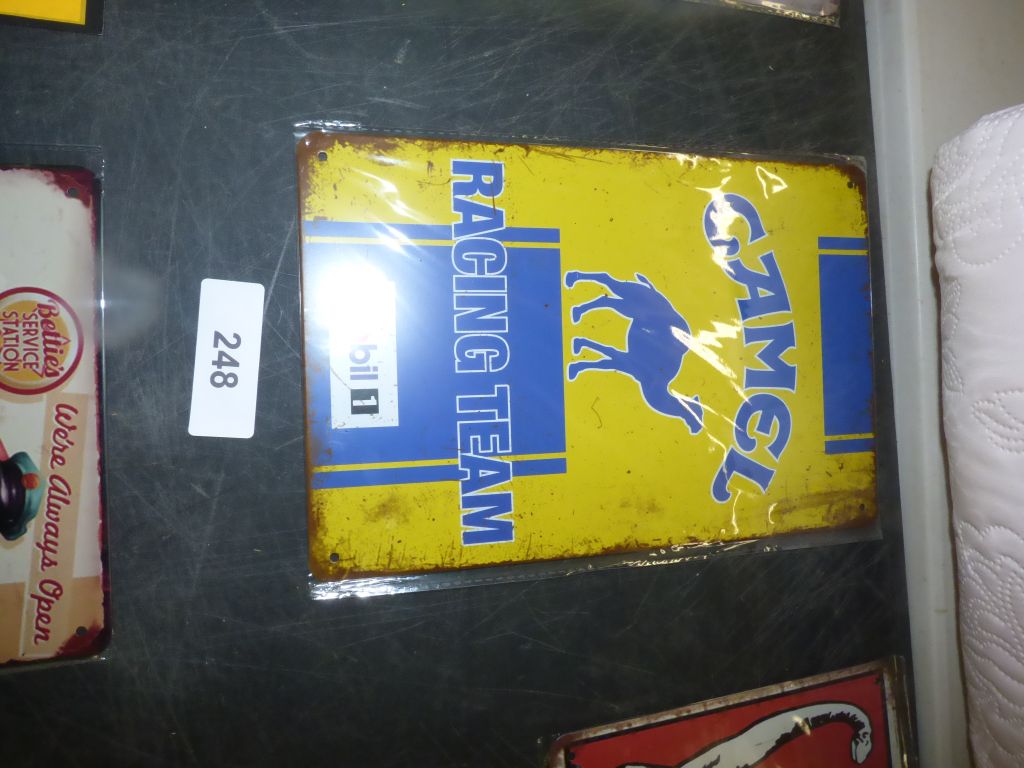 CAMEL
RACING TEAM
bil 1
248
Bettie's
SERVICE
STATION
We're Always Open